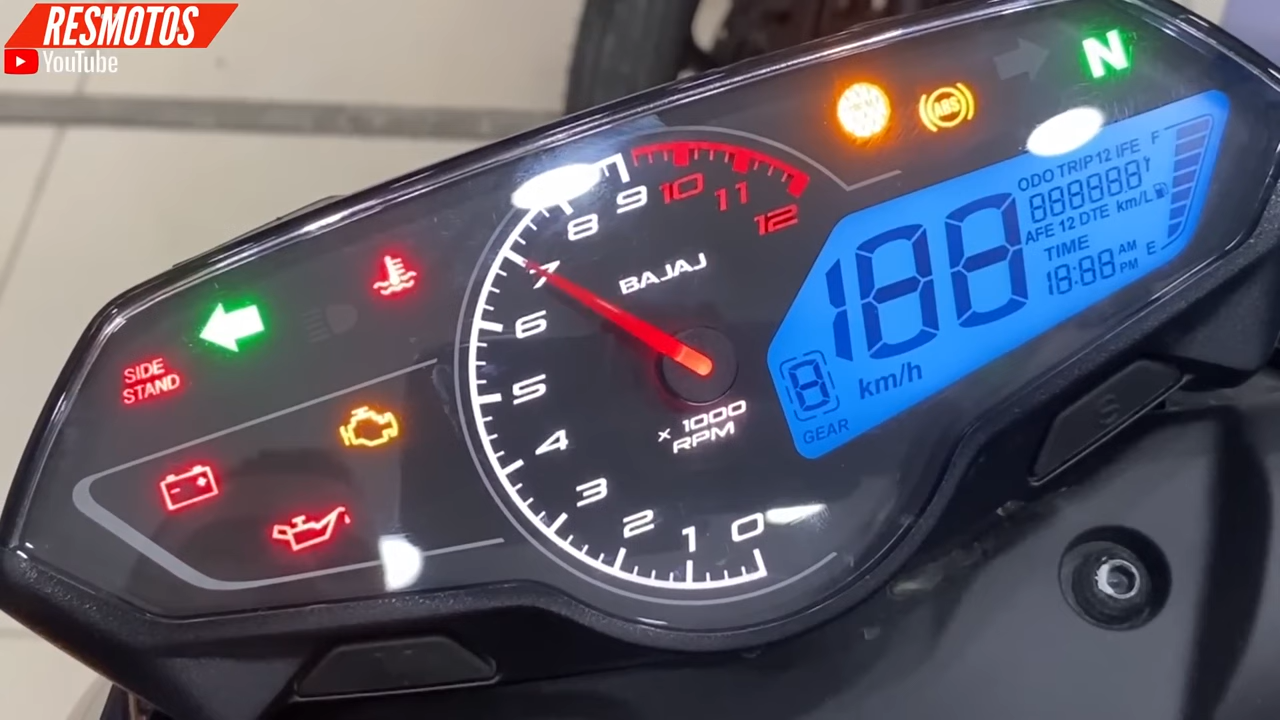 RESMOTOS
YouTube
N
ABS
ODO TRIP 12 IFE F
888888
AFE 12 DTE km/L
TIME
AM
18:88 PM E
188
km/h
8
GEAR
12
11
10
9
8
7
6
5
4
3
2
1
0
BAJAJ
x 1000
RPM
SIDE
STAND
S